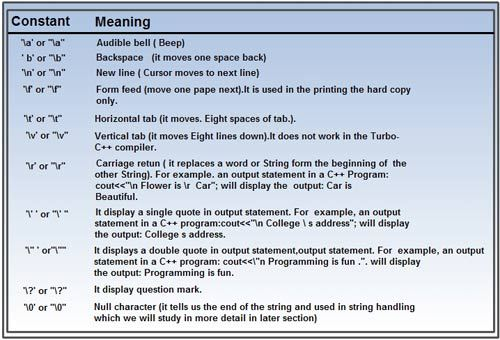 Constant Meaning
'\a' or "\a" Audible bell ( Beep)
' b' or "\b" Backspace (it moves one space back)
'\n' or "\n" New line ( Cursor moves to next line)
'\f' or "\f" Form feed (move one pape next).It is used in the printing the hard copy
only.
'\t' or "\t" Horizontal tab (it moves. Eight spaces of tab.).
'\v' or "\v" Vertical tab (it moves Eight lines down).It does not work in the Turbo-
C++ compiler.
'\r' or "\r" Carriage retun ( it replaces a word or String form the beginning of the
other String). For example. an output statement in a C++ Program:
cout<<"\n Flower is \r Car"; will display the output: Car is
Beautiful.
'\' ' or "\' " It display a single quote in output statement. For example, an output
statement in a C++ program:cout<<"\n College \ s address"; will display
the output: College s address.
'\" ' or"\"" It displays a double quote in output statement,output statement. For example, an output
statement in a C++ program: cout<<\"n Programming is fun .". will display
the output: Programming is fun.
'\?' or "\?" It display question mark.
'\0' or "\0" Null character (it tells us the end of the string and used in string handling
which we will study in more detail in later section)